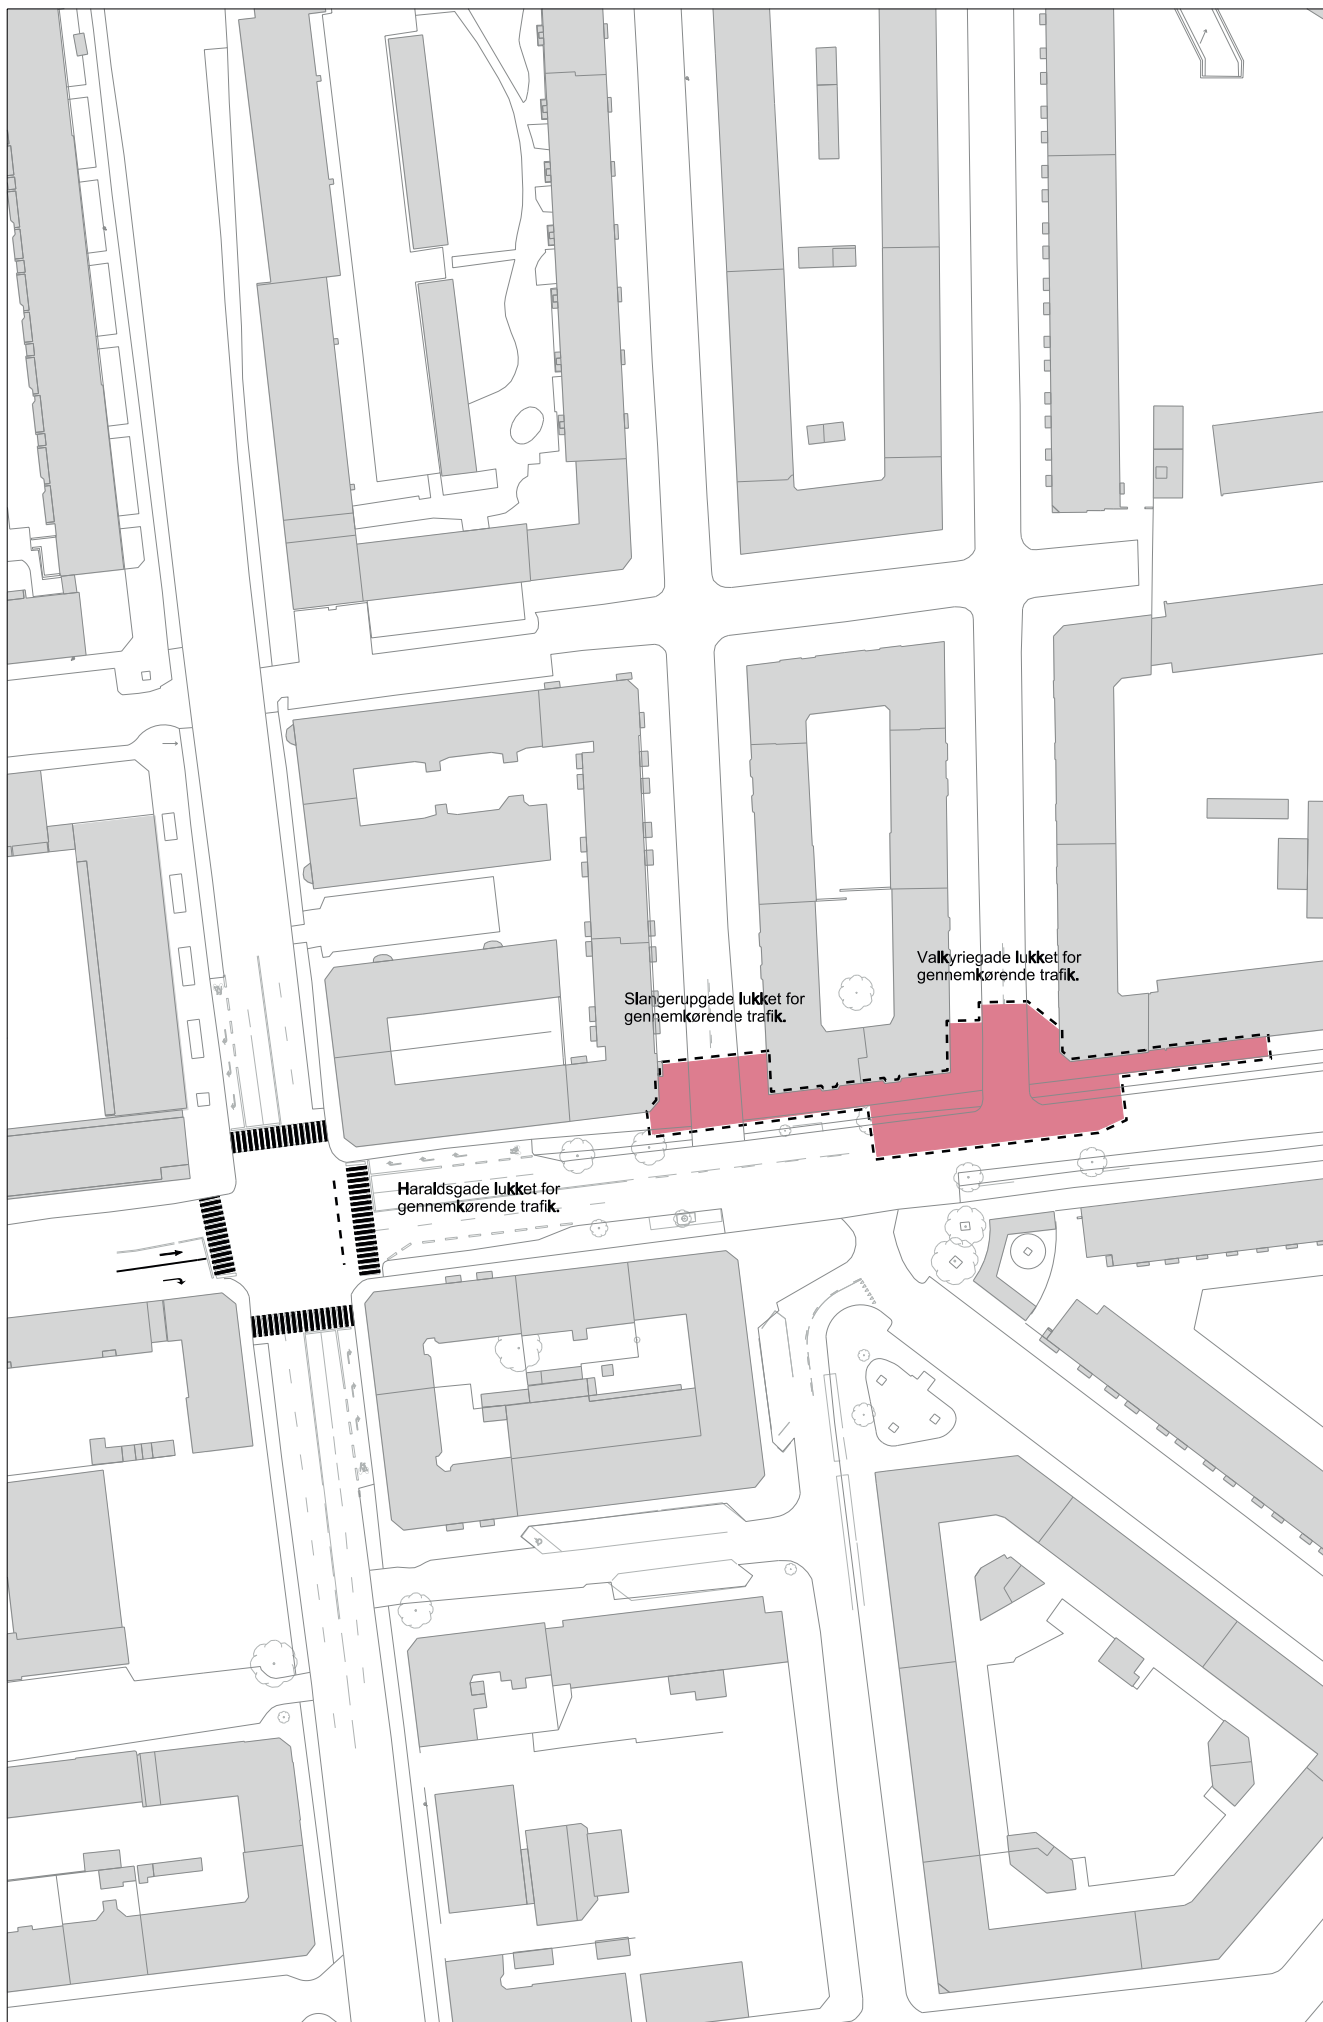 Valkyriegade lukket for
gennemkørende trafik.
Slangerupgade lukket for
gennemkørende trafik.
Haraldsgade lukket for
gennemkørende trafik.